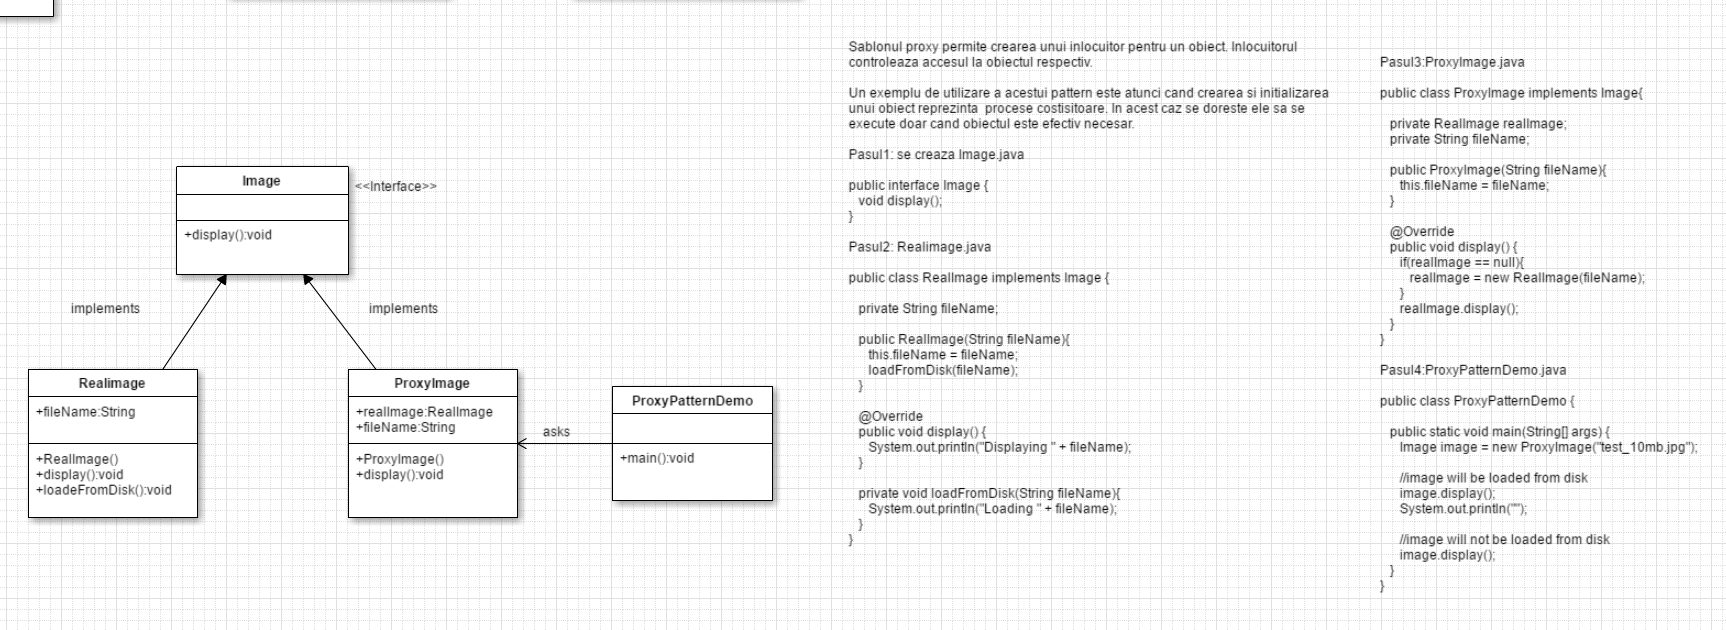 Image
<<Interface>>
+display():void
implements
implements
Realimage
+fileName:String
+RealImage()
+display():void
+loadeFromDisk():void
ProxyImage
+realImage:RealImage
+fileName:String
+ProxyImage()
+display():void
asks
ProxyPatternDemo
+main():void
Sablonul proxy permite crearea unui inlocuitor pentru un obiect. Inlocuitorul
controleaza accesul la obiectul respectiv.
Un exemplu de utilizare a acestui pattern este atunci cand crearea si initializarea
unui obiect reprezinta  procese costisitoare. In acest caz se doreste ele sa se
execute doar cand obiectul este efectiv necesar.
Pasul1: se creaza Image.java
public interface Image {
void display();
}
Pasul2: Realimage.java
public class RealImage implements Image {
private String fileName;
public RealImage(String fileName){
this.fileName = fileName;
loadFromDisk(fileName);
}
@Override
public void display() {
System.out.println("Displaying " + fileName);
}
private void loadFromDisk(String fileName){
System.out.println("Loading " + fileName);
}
}
Pasul3:ProxyImage.java
public class ProxyImage implements Image{
private RealImage realImage;
private String fileName;
public ProxyImage(String fileName){
this.fileName = fileName;
}
@Override
public void display() {
if(realImage == null){
realImage = new RealImage(fileName);
}
realImage.display();
}
}
Pasul4:ProxyPatternDemo.java
public class ProxyPatternDemo {
public static void main(String[] args) {
Image image = new ProxyImage("test_10mb.jpg");
//image will be loaded from disk
image.display();
System.out.println("");
//image will not be loaded from disk
image.display();
}
}